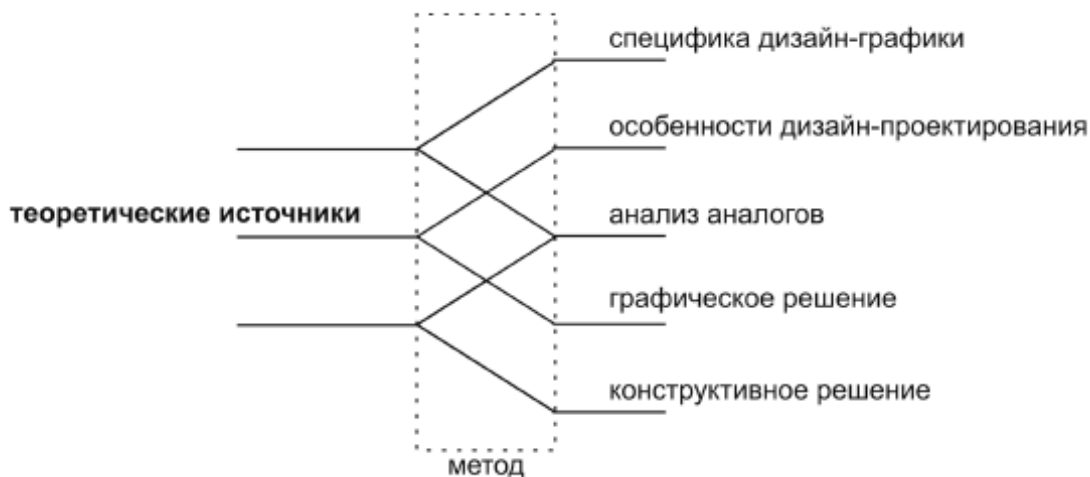 специфика дизайн-графики
особенности дизайн-проектирования
теоретические источники
анализ аналогов
графическое решение
конструктивное решение
метод